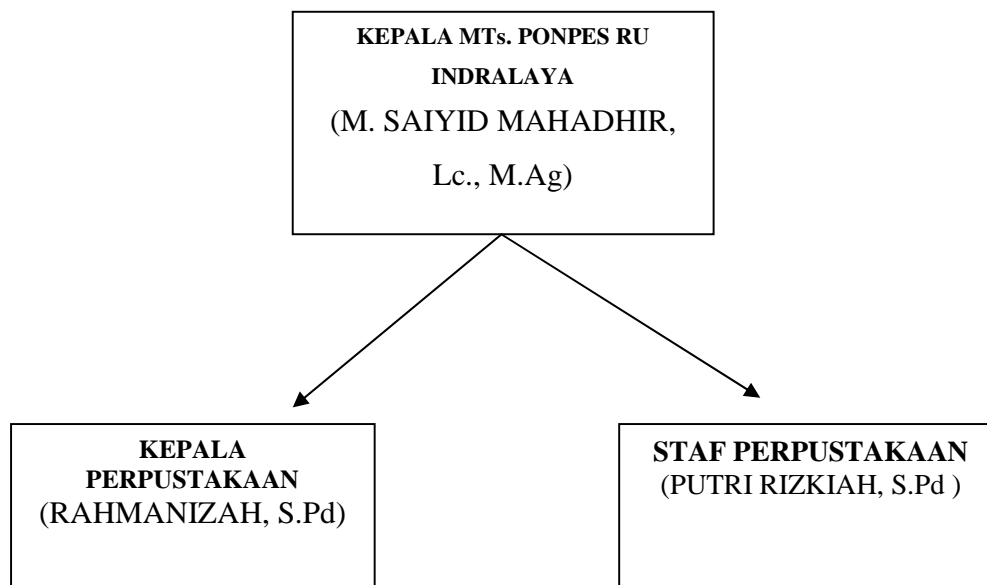 KEPALA MTs. PONPES RU
INDRALAYA
(M. SAIYID MAHADHIR,
Lc., M.Ag)
KEPALA
PERPUSTAKAAN
(RAHMANIZAH, S.Pd)
STAF PERPUSTAKAAN
(PUTRI RIZKIAH, S.Pd )